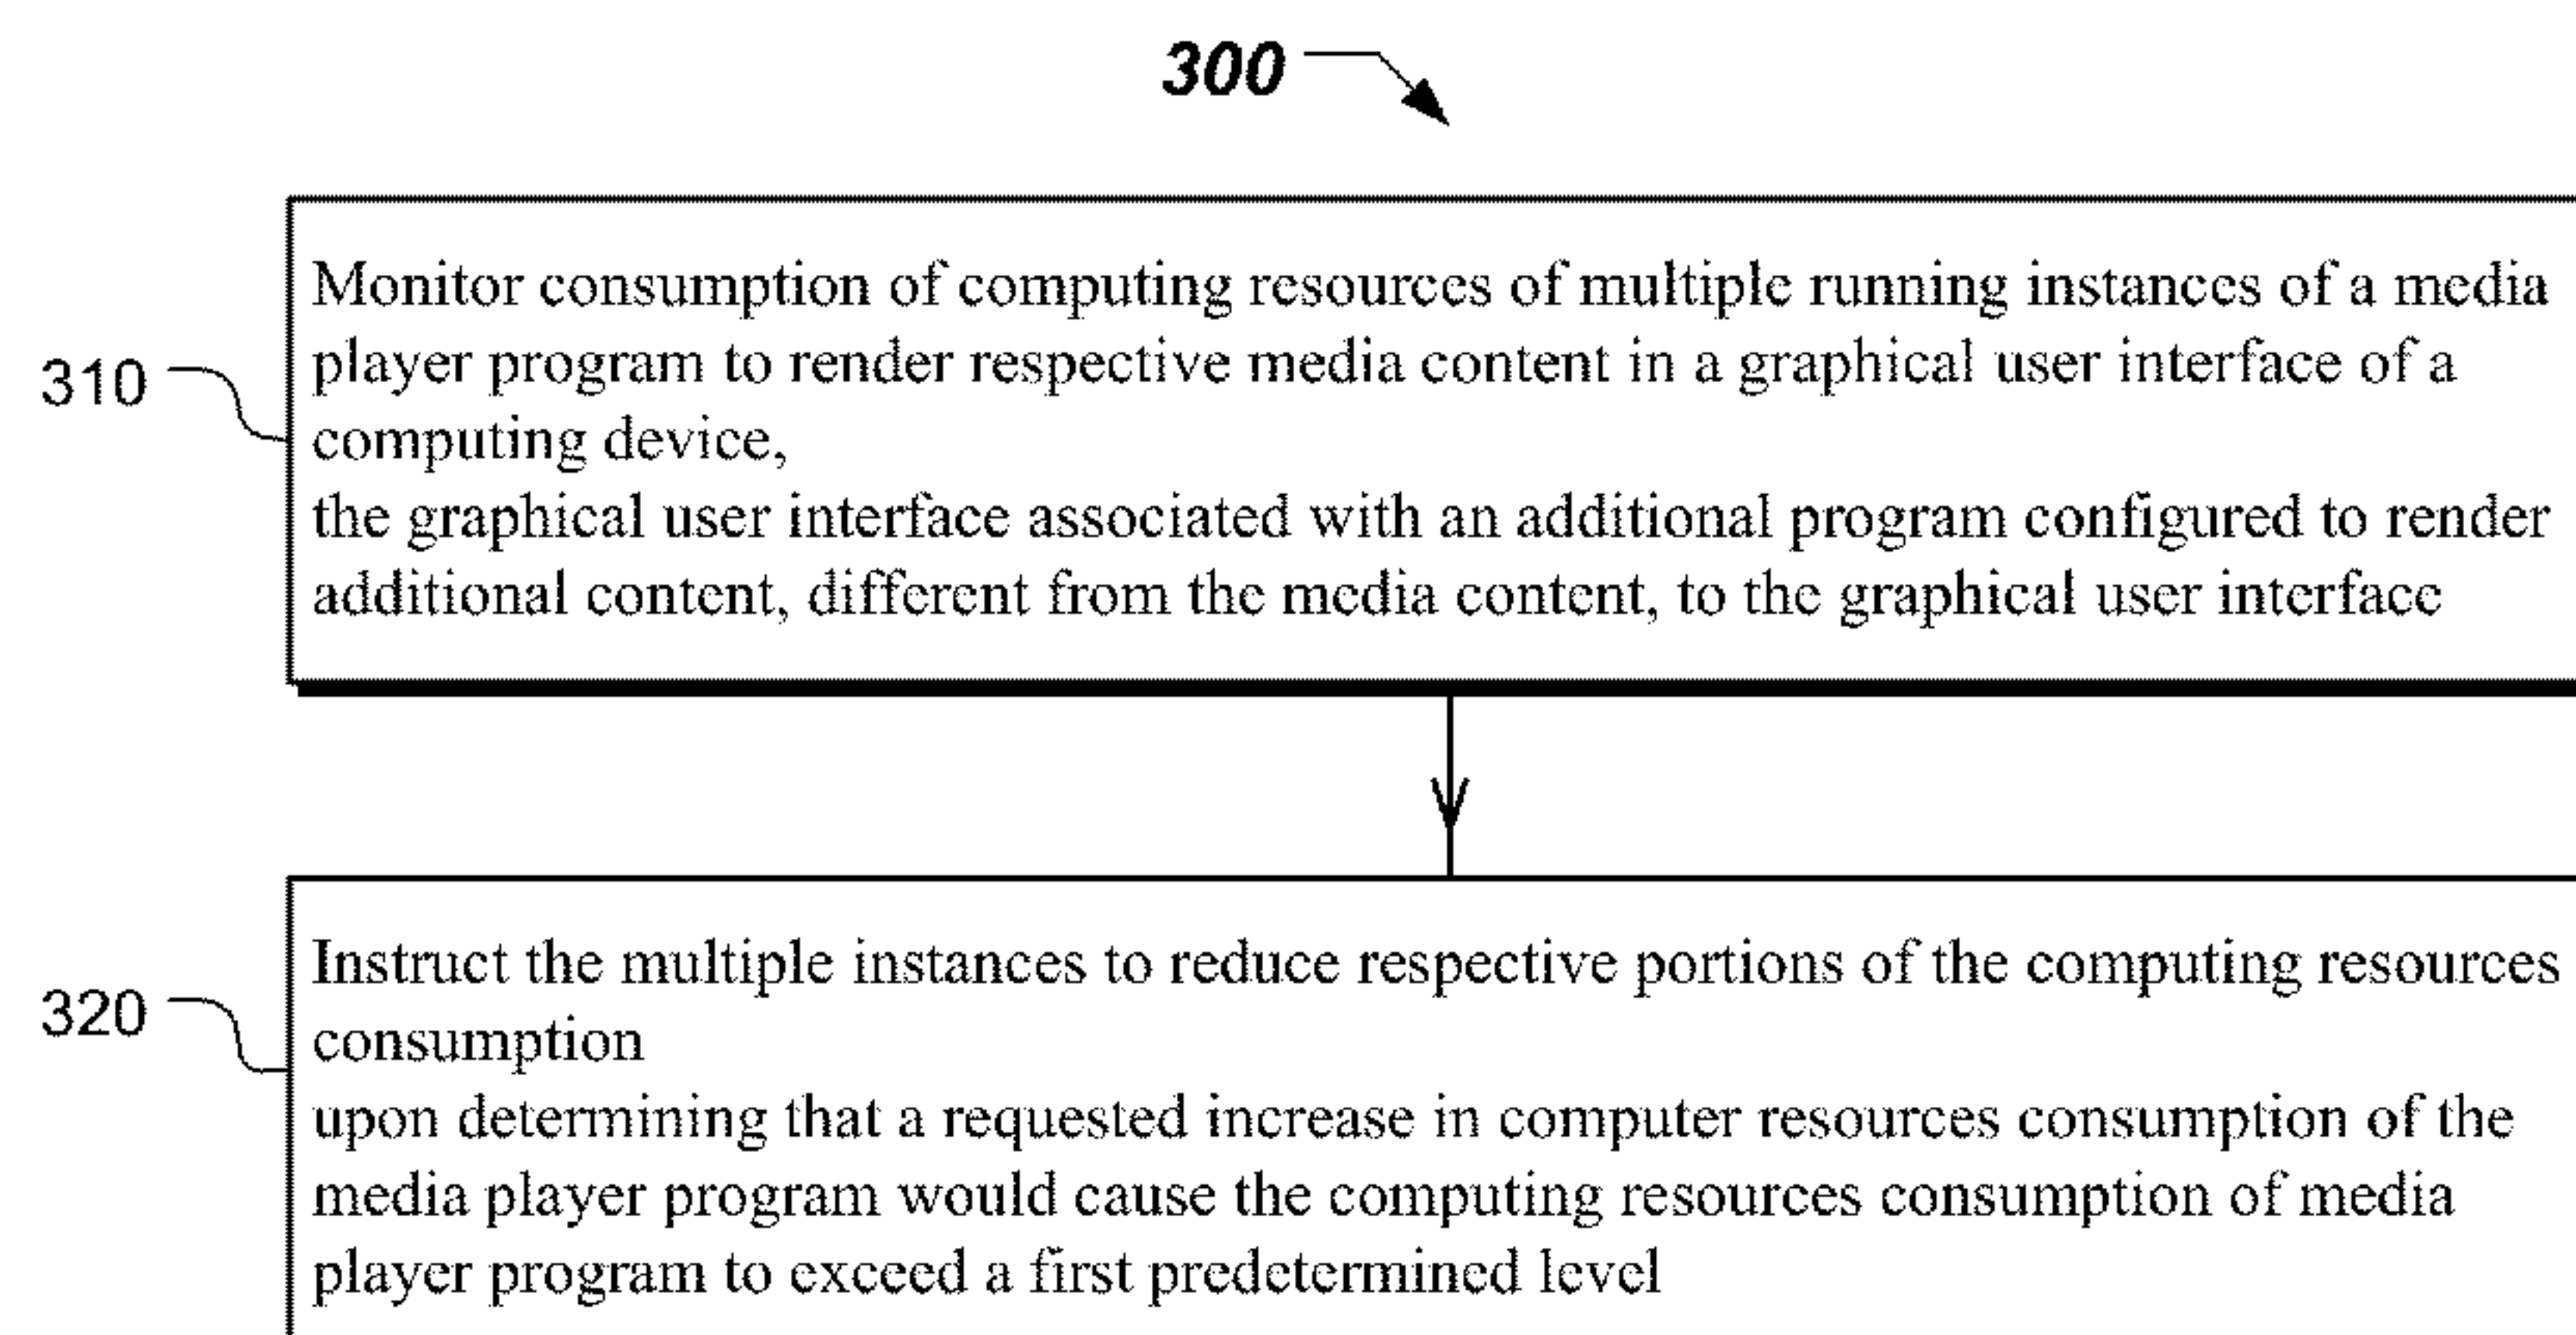 300
310
Monitor consumption of computing resources of multiple running instances of a media
player program to render respective media content in a graphical user interface of a
computing device,
the graphical user interface associated with an additional program configured to render
additional content, different from the media content, to the graphical user interface
320
Instruct the multiple instances to reduce respective portions of the computing resources
consumption
upon determining that a requested increase in computer resources consumption of the
media player program would cause the computing resources consumption of media
player program to exceed a first predetermined level